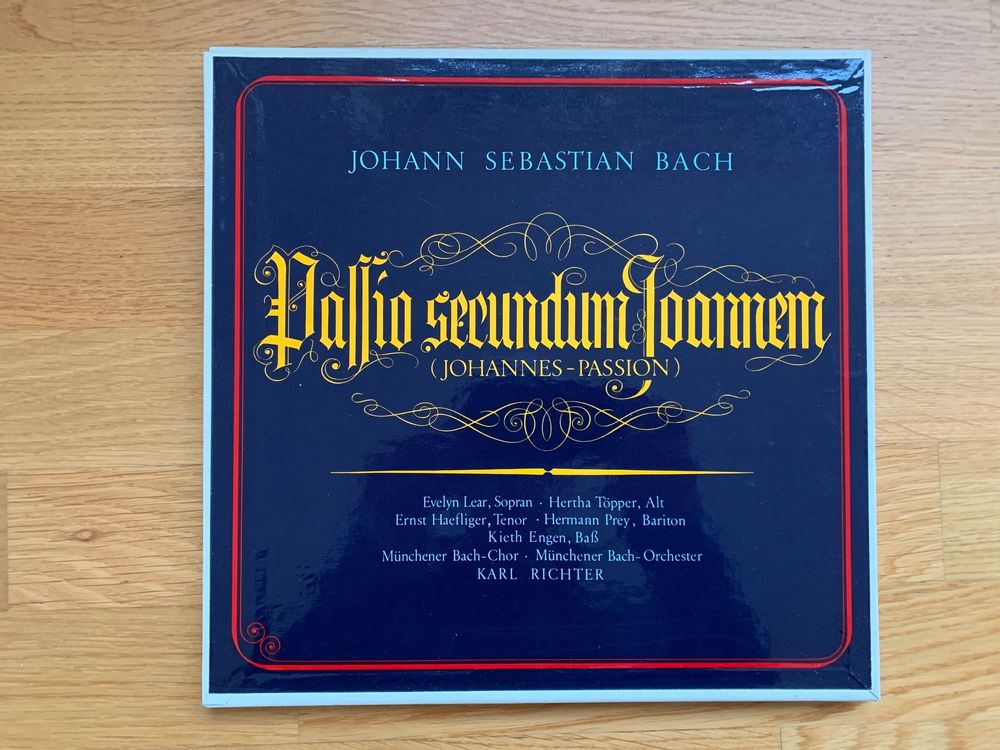 JOHANN SEBASTIAN BACH
Passio secundum Joannem
(JOHANNES-PASSION)
Evelyn Lear, Sopran · Hertha Töpper, Alt
Ernst Haefliger, Tenor · Hermann Prey, Bariton
Kieth Engen, Baß
Münchener Bach-Chor · Münchener Bach-Orchester
KARL RICHTER